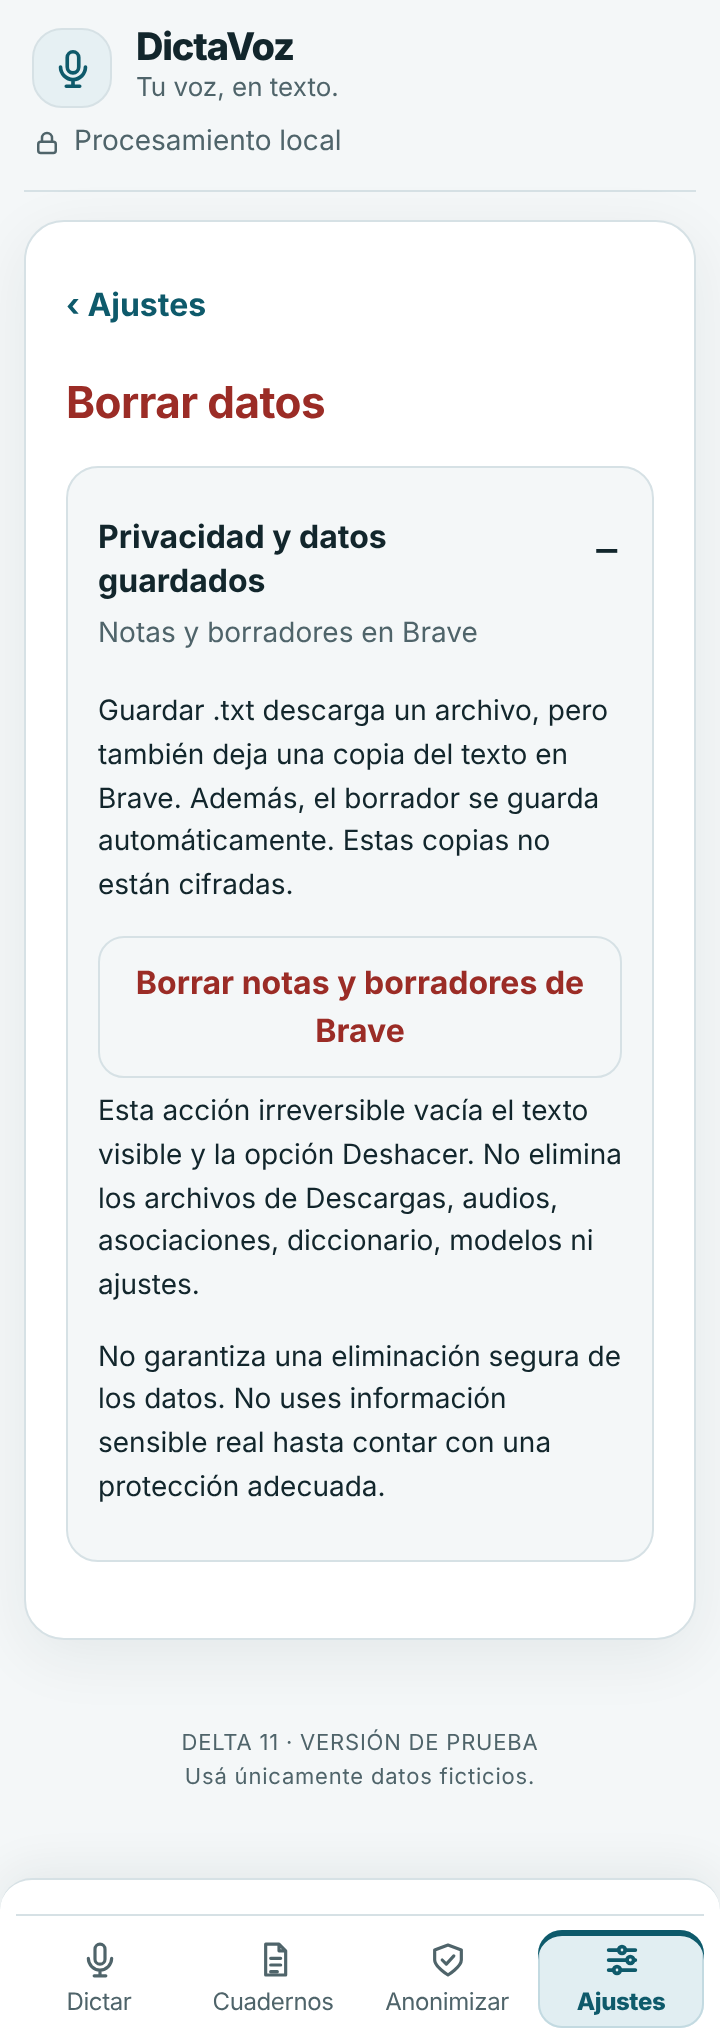 DictaVoz
Tu voz, en texto.
Procesamiento local
‹ Ajustes
Borrar datos
Privacidad y datos
guardados
–
Notas y borradores en Brave
Guardar .txt descarga un archivo, pero
también deja una copia del texto en
Brave. Además, el borrador se guarda
automáticamente. Estas copias no
están cifradas.
Borrar notas y borradores de
Brave
Esta acción irreversible vacía el texto
visible y la opción Deshacer. No elimina
los archivos de Descargas, audios,
asociaciones, diccionario, modelos ni
ajustes.
No garantiza una eliminación segura de
los datos. No uses información
sensible real hasta contar con una
protección adecuada.
DELTA 11 · VERSIÓN DE PRUEBA
Usá únicamente datos ficticios.
Dictar
Cuadernos
Anonimizar
Ajustes